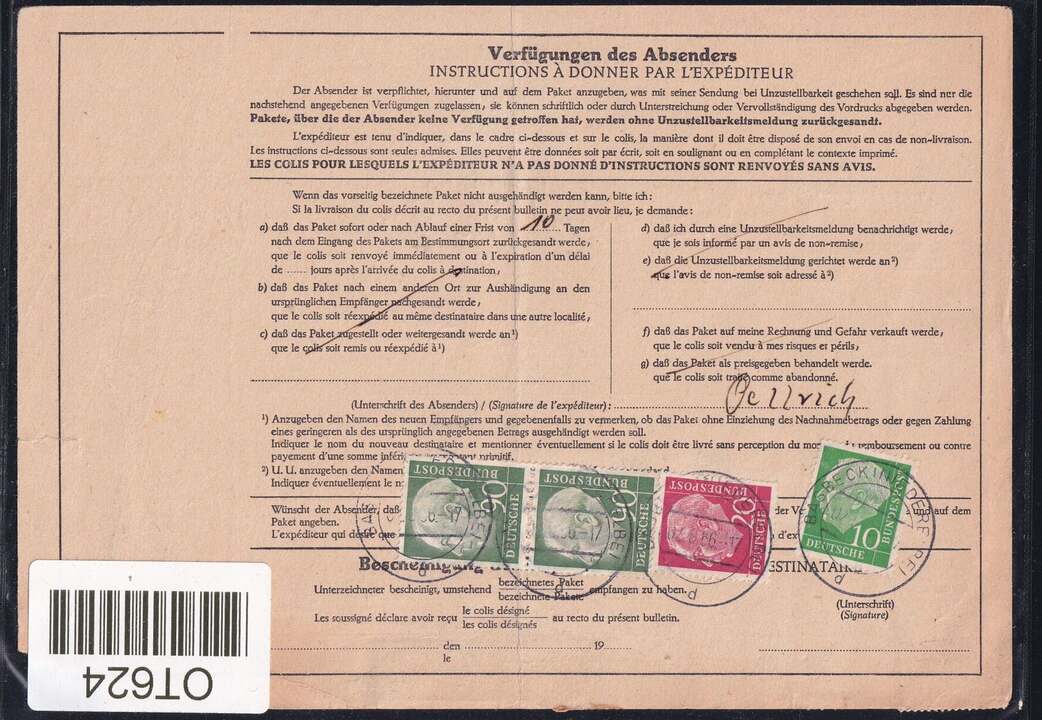 Verfügungen des Absenders
INSTRUCTIONS À DONNER PAR L'EXPÉDITEUR
Der Absender ist verpflichtet, hierunter und auf dem Paket anzugeben, was mit seiner Sendung bei Unzustellbarkeit geschehen soll. Es sind nur die
nachstehend angegebenen Verfügungen zugelassen, sie können schriftlich oder durch Unterstreichung oder Vervollständigung des Vordrucks abgegeben werden.
Pakete, über die der Absender keine Verfügung getroffen hat, werden ohne Unzustellbarkeitsmeldung zurückgesandt.
L'expéditeur est tenu d'indiquer, dans le cadre ci-dessous et sur le colis, la manière dont il doit être disposé de son envoi en cas de non-livraison.
Les instructions ci-dessous sont seules admises. Elles peuvent être données soit par écrit, soit en soulignant ou en complétant le contexte imprimé.
LES COLIS POUR LESQUELS L'EXPÉDITEUR N'A PAS DONNÉ D'INSTRUCTIONS SONT RENVOYÉS SANS AVIS.
Wenn das vorseitig bezeichnete Paket nicht ausgehändigt werden kann, bitte ich:
Si la livraison du colis décrit au recto du présent bulletin ne peut avoir lieu, je demande:
a) daß das Paket sofort oder nach Ablauf einer Frist von 10 Tagen
nach dem Eingang des Pakets am Bestimmungsort zurückgesandt werde,
que le colis soit renvoyé immédiatement ou à l'expiration d'un délai
de ...... jours après l'arrivée du colis à destination,
b) daß das Paket nach einem anderen Ort zur Aushändigung an den
ursprünglichen Empfänger nachgesandt werde,
que le colis soit réexpédié au même destinataire dans une autre localité,
c) daß das Paket zugestellt oder weitergesandt werde an¹)
que le colis soit remis ou réexpédié à¹)
d) daß ich durch eine Unzustellbarkeitsmeldung benachrichtigt werde,
que je sois informé par un avis de non-remise,
e) daß die Unzustellbarkeitsmeldung gerichtet werde an²)
que l'avis de non-remise soit adressé à²)
f) daß das Paket auf meine Rechnung und Gefahr verkauft werde,
que le colis soit vendu à mes risques et périls,
g) daß das Paket als preisgegeben behandelt werde.
que le colis soit traité comme abandonné.
(Unterschrift des Absenders) / (Signature de l'expéditeur):
¹) Anzugeben den Namen des neuen Empfängers und gegebenenfalls zu vermerken, ob das Paket ohne Einziehung des Nachnahmebetrags oder gegen Zahlung
eines geringeren als des ursprünglich angegebenen Betrags ausgehändigt werden soll.
Indiquer le nom du nouveau destinataire et mentionner éventuellement si le colis doit être livré sans perception du remboursement ou contre
payement d'une somme primitif.
²) U. U. anzugeben den Namen
Indiquer éventuellement le
Wünscht der Absender, daß der und auf dem
Paket angeben.
L'expéditeur qui désire que
Bescheinigung
Unterzeichneter bescheinigt, umstehend bezeichnetes Paket empfangen zu haben.
bezeichnete Pakete
Les soussigné déclare avoir reçu le colis désigné au recto du présent bulletin.
les colis désignés
den 19
le
(Unterschrift)
(Signature)
20 DEUTSCHE BUNDESPOST
40 DEUTSCHE BUNDESPOST
20 DEUTSCHE BUNDESPOST
10 DEUTSCHE BUNDESPOST
OT624